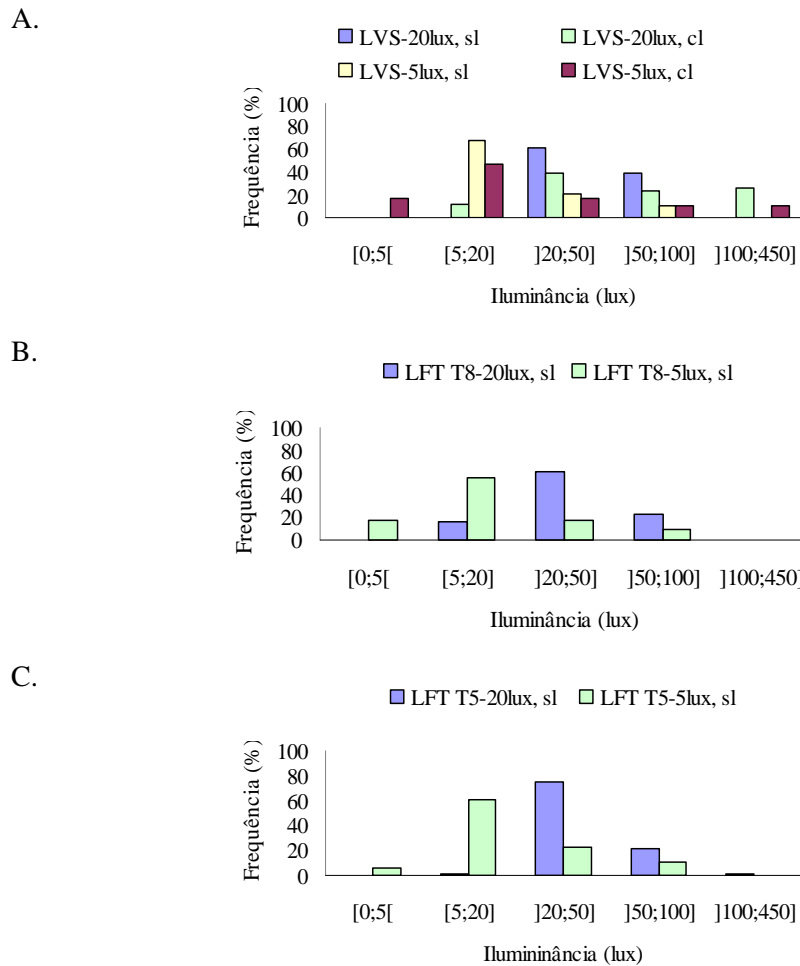 A.
LVS-20lux, sl LVS-20lux, cl
LVS-5lux, sl LVS-5lux, cl
Frequência (%)
100
80
60
40
20
0
[0;5[ [5;20] ]20;50] ]50;100] ]100;450]
Iluminância (lux)
B.
LFT T8-20lux, sl LFT T8-5lux, sl
Frequência (%)
100
80
60
40
20
0
[0;5[ [5;20] ]20;50] ]50;100] ]100;450]
Iluminância (lux)
C.
LFT T5-20lux, sl LFT T5-5lux, sl
Frequência (%)
100
80
60
40
20
0
[0;5[ [5;20] ]20;50] ]50;100] ]100;450]
Ilumininância (lux)